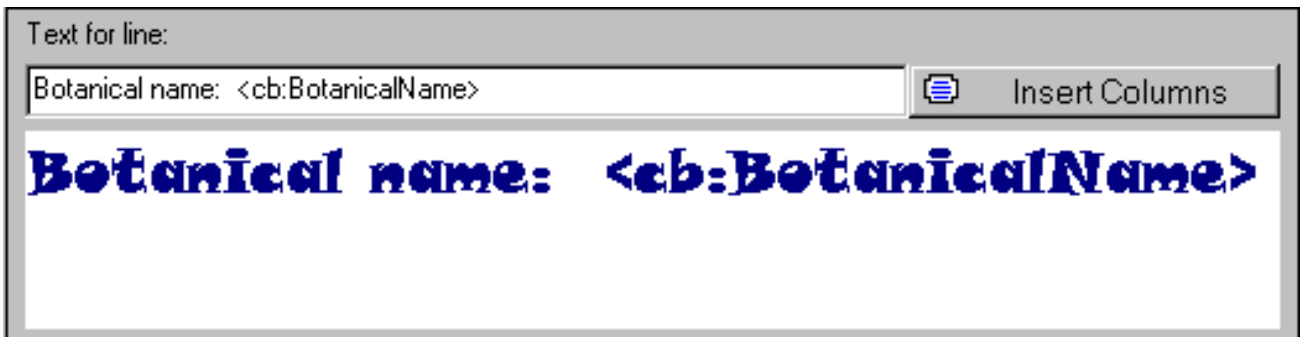 Text for line:
Botanical name:  <cb:BotanicalName>
Insert Columns
Botanical name:  <cb:BotanicalName>